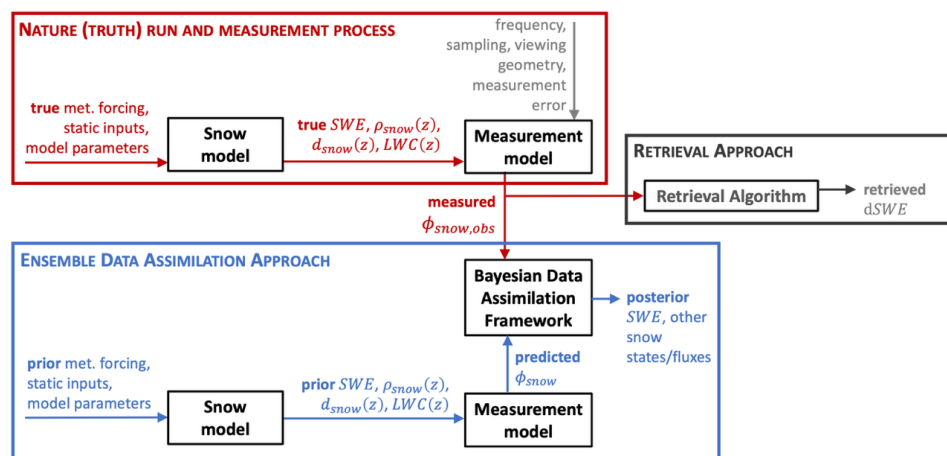 NATURE (TRUTH) RUN AND MEASUREMENT PROCESS
frequency,
sampling, viewing
geometry,
measurement
error
true met. forcing,
static inputs,
model parameters
Snow
model
true SWE, ρsnow(z),
dsnow(z), LWC(z)
Measurement
model
RETRIEVAL APPROACH
Retrieval Algorithm
retrieved
dSWE
measured
ϕsnow,obs
ENSEMBLE DATA ASSIMILATION APPROACH
Bayesian Data
Assimilation
Framework
posterior
SWE, other
snow
states/fluxes
predicted
ϕsnow
prior met. forcing,
static inputs,
model parameters
Snow
model
prior SWE, ρsnow(z),
dsnow(z), LWC(z)
Measurement
model